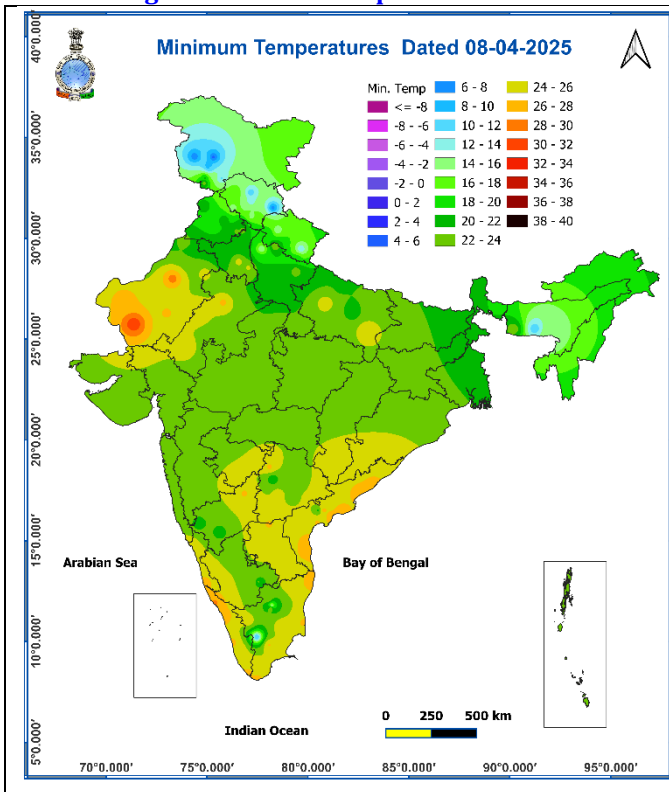 Minimum Temperatures Dated 08-04-2025
Min. Temp
<= -8
-8 - -6
-6 - -4
-4 - -2
-2 - 0
0 - 2
2 - 4
4 - 6
6 - 8
8 - 10
10 - 12
12 - 14
14 - 16
16 - 18
18 - 20
20 - 22
22 - 24
24 - 26
26 - 28
28 - 30
30 - 32
32 - 34
34 - 36
36 - 38
38 - 40
40°0.000'
35°0.000'
30°0.000'
25°0.000'
20°0.000'
15°0.000'
10°0.000'
5°0.000'
Arabian Sea
Bay of Bengal
Indian Ocean
0 250 500 km
70°0.000' 75°0.000' 80°0.000' 85°0.000' 90°0.000' 95°0.000'